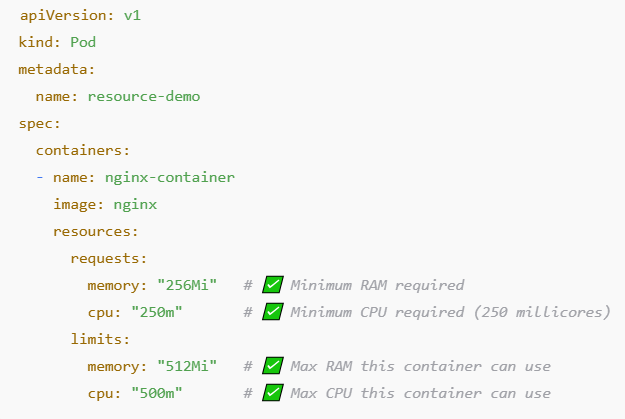 apiVersion: v1
kind: Pod
metadata:
  name: resource-demo
spec:
  containers:
  - name: nginx-container
    image: nginx
    resources:
      requests:
        memory: "256Mi"   # ✅ Minimum RAM required
        cpu: "250m"       # ✅ Minimum CPU required (250 millicores)
      limits:
        memory: "512Mi"   # ✅ Max RAM this container can use
        cpu: "500m"       # ✅ Max CPU this container can use